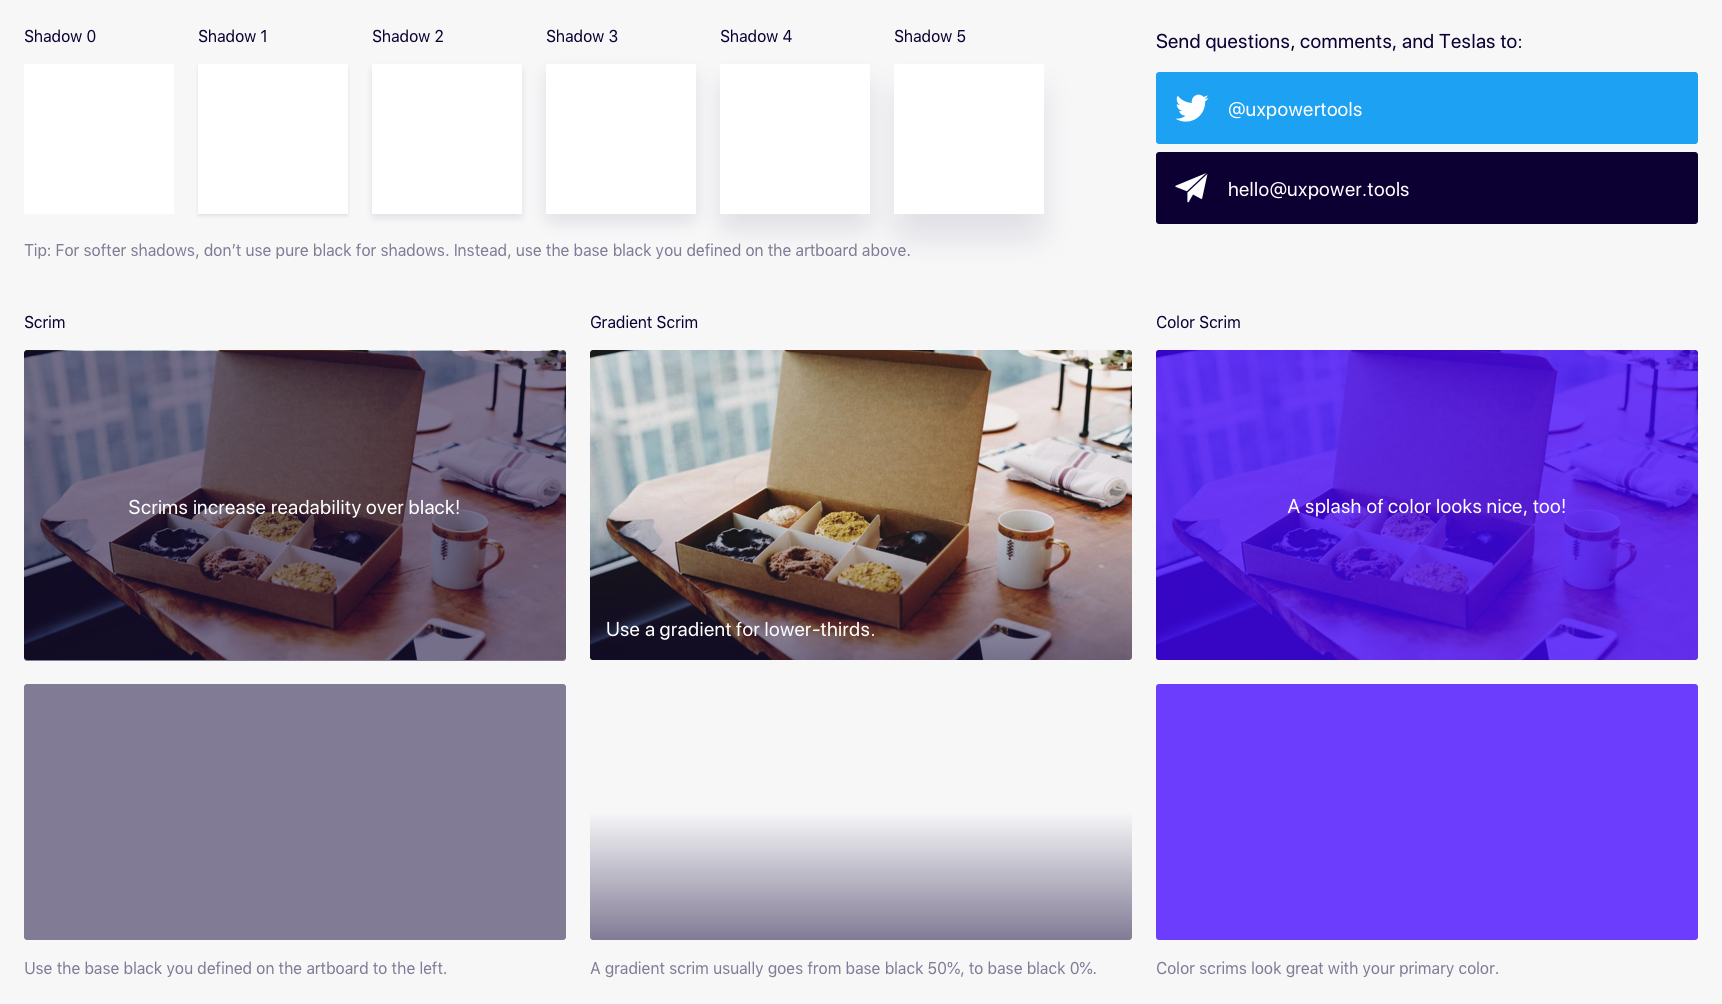 Shadow 0
Shadow 1
Shadow 2
Shadow 3
Shadow 4
Shadow 5
Tip: For softer shadows, don’t use pure black for shadows. Instead, use the base black you defined on the artboard above.
Send questions, comments, and Teslas to:
@uxpowertools
hello@uxpower.tools
Scrim
Gradient Scrim
Color Scrim
Scrims increase readability over black!
Use a gradient for lower-thirds.
A splash of color looks nice, too!
Use the base black you defined on the artboard to the left.
A gradient scrim usually goes from base black 50%, to base black 0%.
Color scrims look great with your primary color.